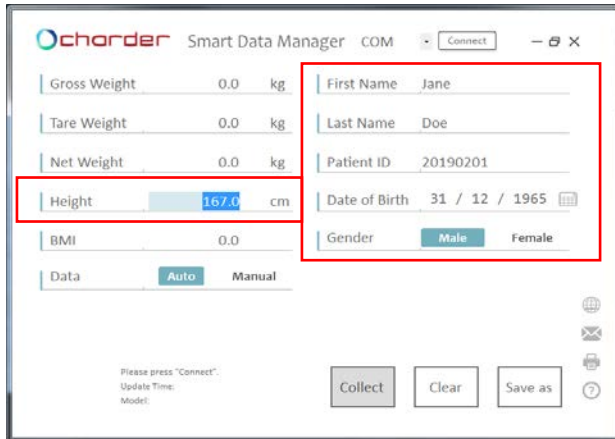 charder Smart Data Manager COM Connect
Gross Weight 0.0 kg
First Name Jane
Tare Weight 0.0 kg
Last Name Doe
Net Weight 0.0 kg
Patient ID 20190201
Height 167.0 cm
Date of Birth 31 / 12 / 1965
BMI 0.0
Gender Male Female
Data Auto Manual
Please press "Connect".
Update Time:
Model:
Collect Clear Save as